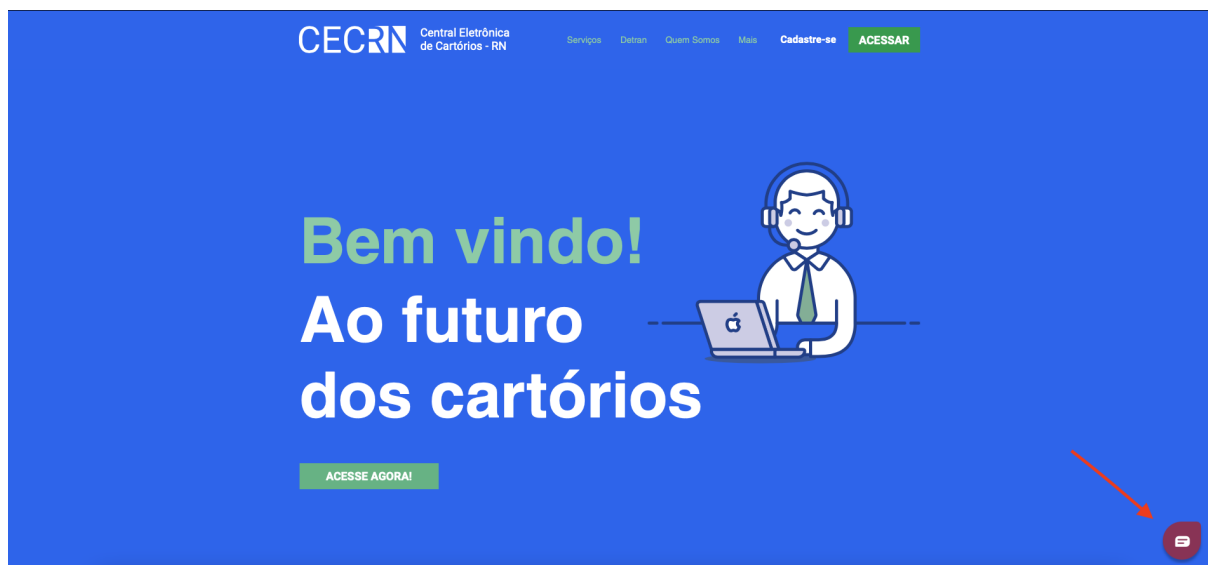 CECRN
Central Eletrônica
de Cartórios - RN
Serviços Detran Quem Somos Mais Cadastre-se ACESSAR
Bem vindo!
Ao futuro
dos cartórios
ACESSE AGORA!